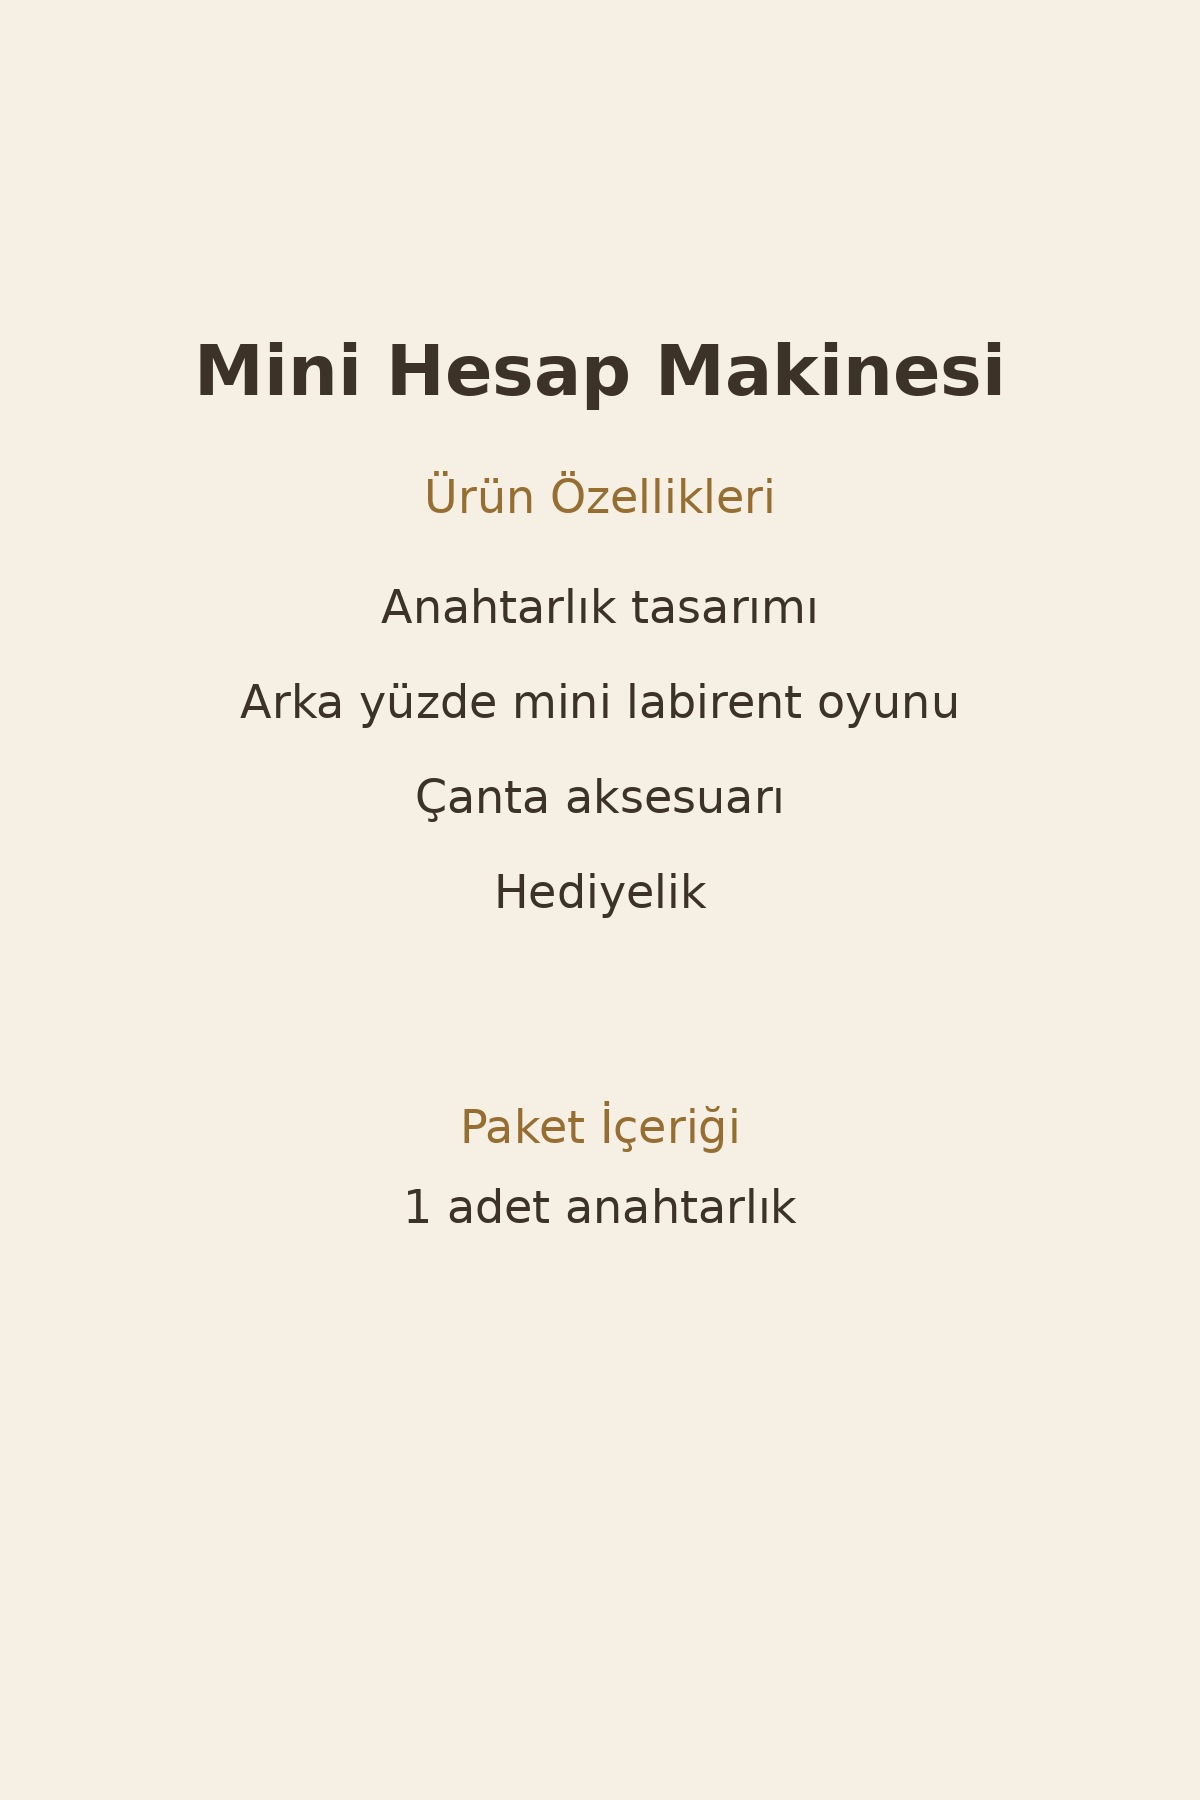 Mini Hesap Makinesi
Ürün Özellikleri
Anahtarlık tasarımı
Arka yüzde mini labirent oyunu
Çanta aksesuarı
Hediyelik
Paket İçeriği
1 adet anahtarlık